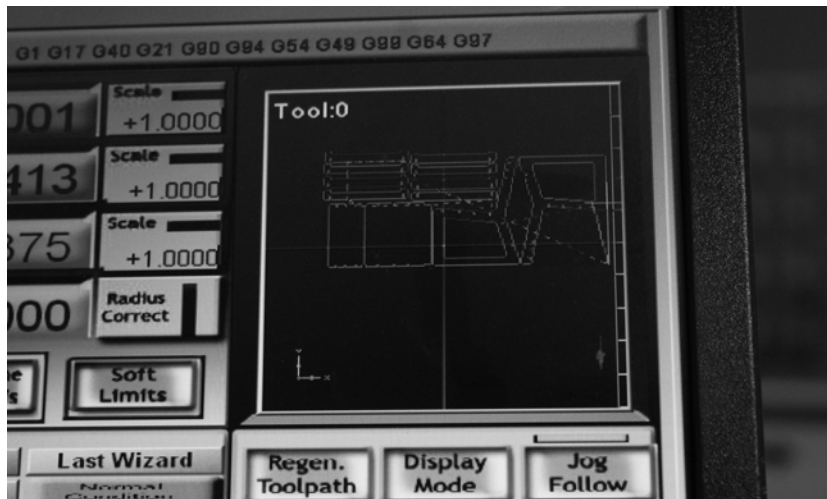 G1 G17 G40 G21 G90 G94 G54 G49 G99 G64 G97
001
Scale
+1.0000
Tool:0
413
Scale
+1.0000
375
Scale
+1.0000
000
Radius
Correct
Soft
Limits
Last Wizard
Normal
Condition
Regen.
Toolpath
Display
Mode
Jog
Follow
Y
X